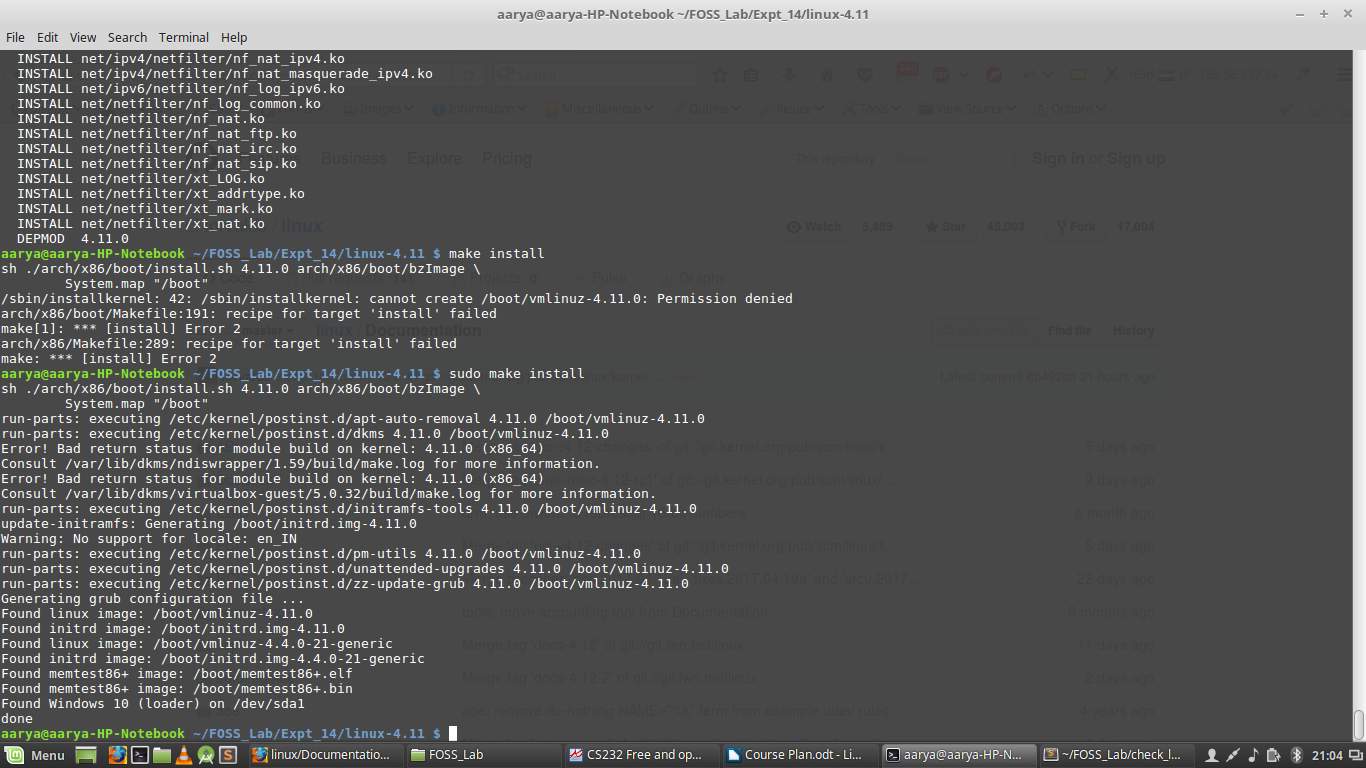 aarya@aarya-HP-Notebook ~/FOSS_Lab/Expt_14/linux-4.11
File Edit View Search Terminal Help
INSTALL net/ipv4/netfilter/nf_nat_ipv4.ko
INSTALL net/ipv4/netfilter/nf_nat_masquerade_ipv4.ko
INSTALL net/ipv6/netfilter/nf_log_ipv6.ko
INSTALL net/netfilter/nf_log_common.ko
INSTALL net/netfilter/nf_nat.ko
INSTALL net/netfilter/nf_nat_ftp.ko
INSTALL net/netfilter/nf_nat_irc.ko
INSTALL net/netfilter/nf_nat_sip.ko
INSTALL net/netfilter/xt_LOG.ko
INSTALL net/netfilter/xt_addrtype.ko
INSTALL net/netfilter/xt_mark.ko
INSTALL net/netfilter/xt_nat.ko
DEPMOD 4.11.0
aarya@aarya-HP-Notebook ~/FOSS_Lab/Expt_14/linux-4.11 $ make install
sh ./arch/x86/boot/install.sh 4.11.0 arch/x86/boot/bzImage \
System.map "/boot"
/sbin/installkernel: 42: /sbin/installkernel: cannot create /boot/vmlinuz-4.11.0: Permission denied
arch/x86/boot/Makefile:191: recipe for target 'install' failed
make[1]: *** [install] Error 2
arch/x86/Makefile:289: recipe for target 'install' failed
make: *** [install] Error 2
aarya@aarya-HP-Notebook ~/FOSS_Lab/Expt_14/linux-4.11 $ sudo make install
sh ./arch/x86/boot/install.sh 4.11.0 arch/x86/boot/bzImage \
System.map "/boot"
run-parts: executing /etc/kernel/postinst.d/apt-auto-removal 4.11.0 /boot/vmlinuz-4.11.0
run-parts: executing /etc/kernel/postinst.d/dkms 4.11.0 /boot/vmlinuz-4.11.0
Error! Bad return status for module build on kernel: 4.11.0 (x86_64)
Consult /var/lib/dkms/ndiswrapper/1.59/build/make.log for more information.
Error! Bad return status for module build on kernel: 4.11.0 (x86_64)
Consult /var/lib/dkms/virtualbox-guest/5.0.32/build/make.log for more information.
run-parts: executing /etc/kernel/postinst.d/initramfs-tools 4.11.0 /boot/vmlinuz-4.11.0
update-initramfs: Generating /boot/initrd.img-4.11.0
Warning: No support for locale: en_IN
run-parts: executing /etc/kernel/postinst.d/pm-utils 4.11.0 /boot/vmlinuz-4.11.0
run-parts: executing /etc/kernel/postinst.d/unattended-upgrades 4.11.0 /boot/vmlinuz-4.11.0
run-parts: executing /etc/kernel/postinst.d/zz-update-grub 4.11.0 /boot/vmlinuz-4.11.0
Generating grub configuration file ...
Found linux image: /boot/vmlinuz-4.11.0
Found initrd image: /boot/initrd.img-4.11.0
Found linux image: /boot/vmlinuz-4.4.0-21-generic
Found initrd image: /boot/initrd.img-4.4.0-21-generic
Found memtest86+ image: /boot/memtest86+.elf
Found memtest86+ image: /boot/memtest86+.bin
Found Windows 10 (loader) on /dev/sda1
done
aarya@aarya-HP-Notebook ~/FOSS_Lab/Expt_14/linux-4.11 $
Menu linux/Documentatio... FOSS_Lab CS232 Free and op... Course Plan.odt - Li... aarya@aarya-HP-N... ~/FOSS_Lab/check_l... 21:04